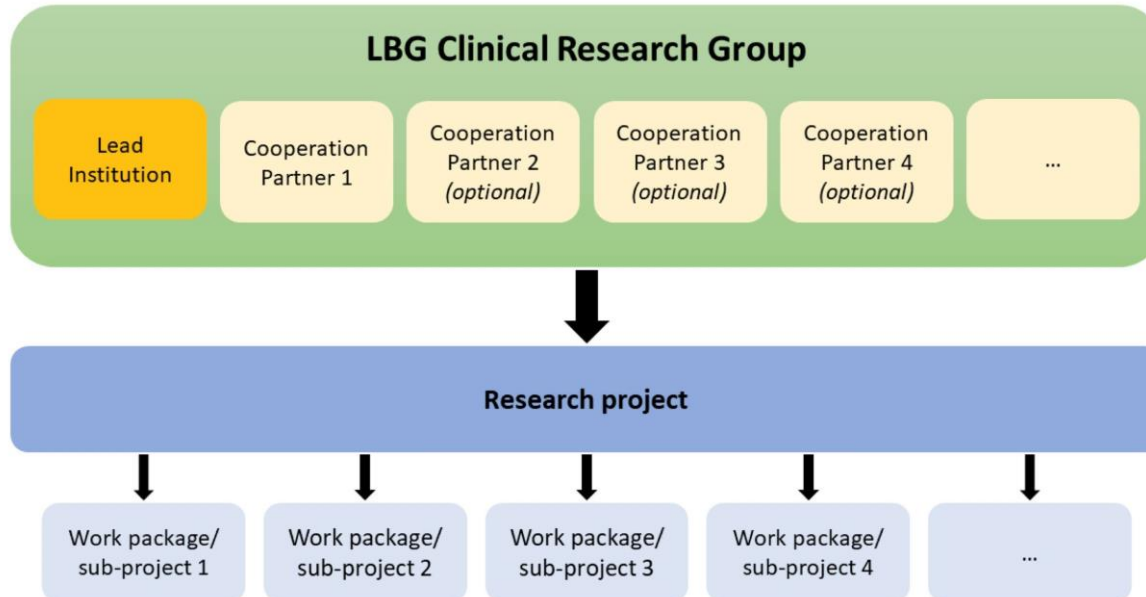 LBG Clinical Research Group
Lead
Institution
Cooperation
Partner 1
Cooperation
Partner 2
(optional)
Cooperation
Partner 3
(optional)
Cooperation
Partner 4
(optional)
...
Research project
Work package/
sub-project 1
Work package/
sub-project 2
Work package/
sub-project 3
Work package/
sub-project 4
...